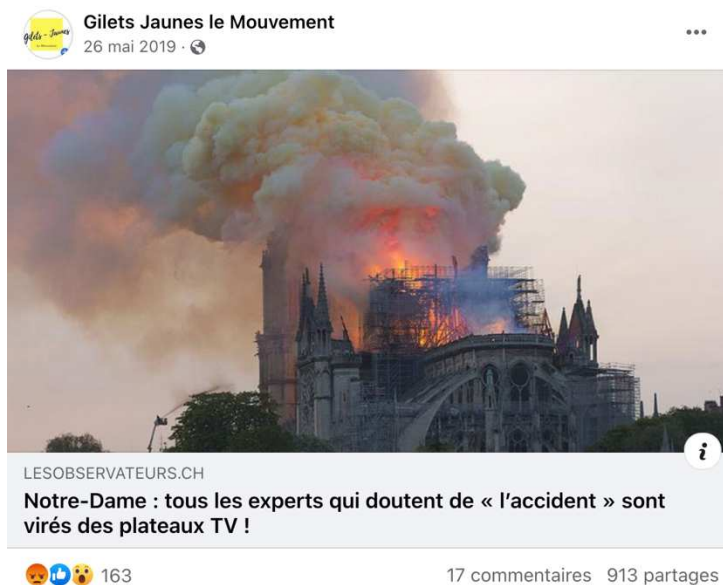 Gilets Jaunes le Mouvement
26 mai 2019 ·
LESOBSERVATEURS.CH
Notre-Dame : tous les experts qui doutent de « l’accident » sont
virés des plateaux TV !
163
17 commentaires 913 partages